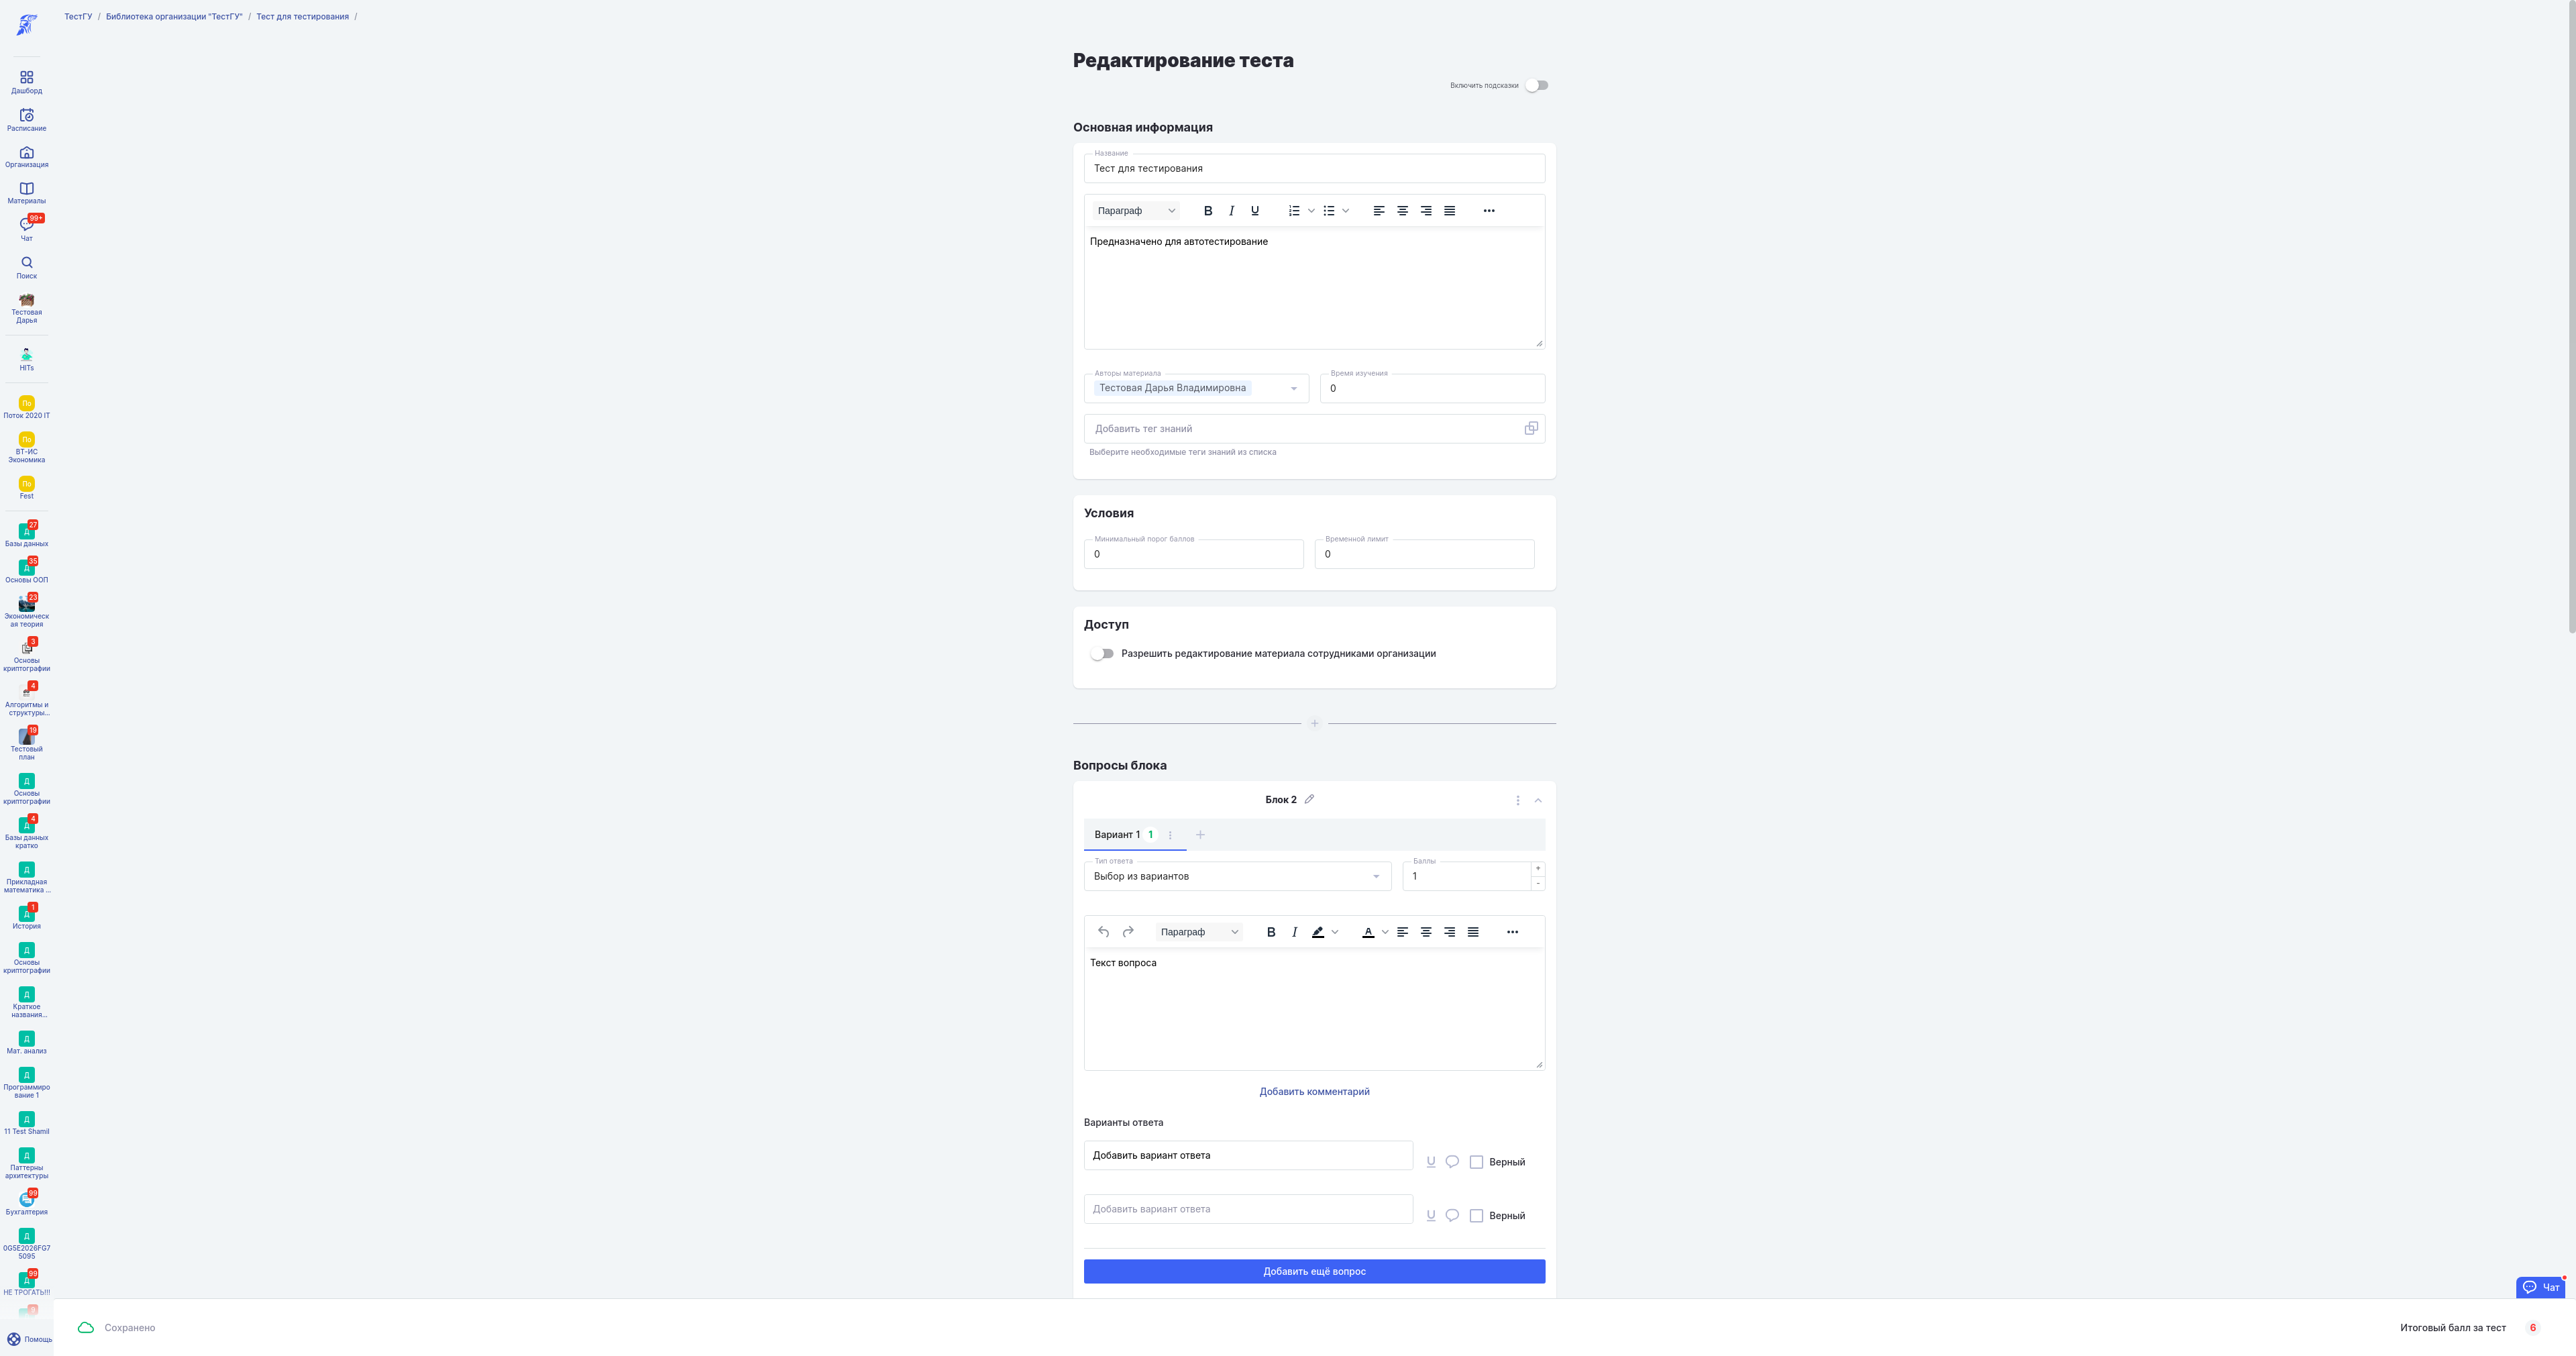 ТестГУ / Библиотека организации "ТестГУ" / Тест для тестирования /
Дашборд
Расписание
Организация
Материалы
99+
Чат
Поиск
Тестовая
Дарья
HITs
По
Поток 2020 IT
По
ВТ-ИС
Экономика
По
Fest
27
Д
Базы данных
35
Д
Основы ООП
23
Экономическ
ая теория
3
Основы
криптографии
4
Алгоритмы и
структуры...
19
Тестовый
план
Д
Основы
криптографии
4
Д
Базы данных
кратко
Д
Прикладная
математика ...
1
Д
История
Д
Основы
криптографии
Д
Краткое
названия...
Д
Мат. анализ
Д
Программиро
вание 1
Д
11 Test Shamil
Д
Паттерны
архитектуры
99
Бухгалтерия
Д
0G5E2026FG7
5095
99
Д
НЕ ТРОГАТЬ!!!
Помощь
Редактирование теста
Включить подсказки
Основная информация
Название
Тест для тестирования
Параграф
Предназначено для автотестирование
Авторы материала
Тестовая Дарья Владимировна
Время изучения
0
Добавить тег знаний
Выберите необходимые теги знаний из списка
Условия
Минимальный порог баллов
0
Временной лимит
0
Доступ
Разрешить редактирование материала сотрудниками организации
Вопросы блока
Блок 2
Вариант 1 1
Тип ответа
Выбор из вариантов
Баллы
1
+
-
Параграф
Текст вопроса
Добавить комментарий
Варианты ответа
Добавить вариант ответа
Верный
Добавить вариант ответа
Верный
Добавить ещё вопрос
Чат
Сохранено
Итоговый балл за тест 6